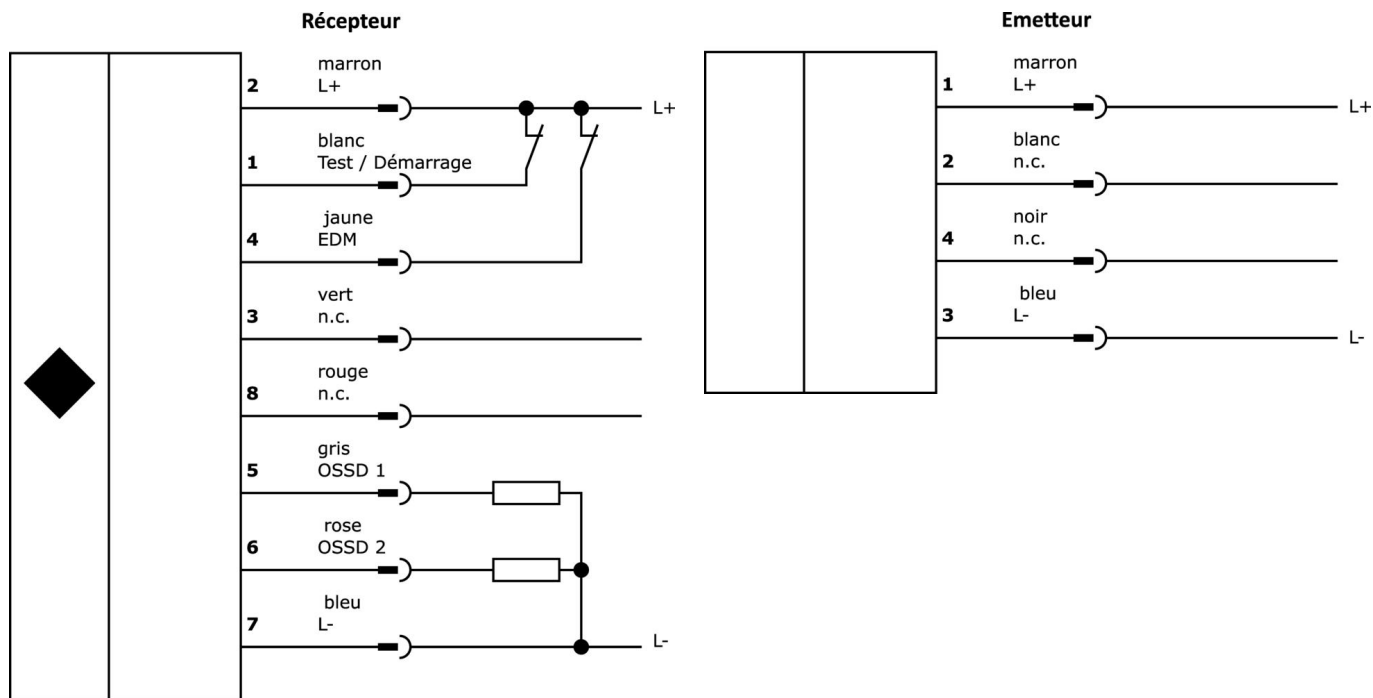 Récepteur
2
marron
L+
L+
1
blanc
Test / Démarrage
4
jaune
EDM
3
vert
n.c.
8
rouge
n.c.
5
gris
OSSD 1
6
rose
OSSD 2
7
bleu
L-
L-
Emetteur
1
marron
L+
L+
2
blanc
n.c.
4
noir
n.c.
3
bleu
L-
L-